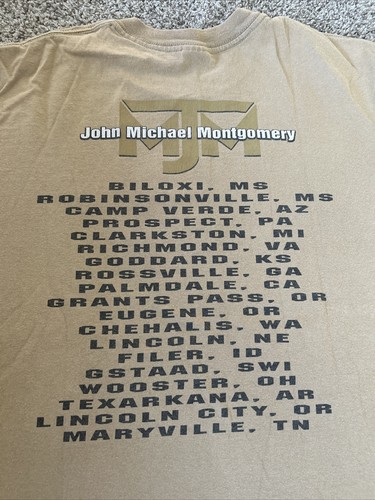 JMM
John Michael Montgomery
BILOXI, MS
ROBINSONVILLE, MS
CAMP VERDE, AZ
PROSPECT, PA
CLARKSTON, MI
RICHMOND, VA
GODDARD, KS
ROSSVILLE, GA
PALMDALE, CA
GRANTS PASS, OR
EUGENE, OR
CHEHALIS, WA
LINCOLN, NE
FILER, ID
GSTAAD, SWI
WOOSTER, OH
TEXARKANA, AR
LINCOLN CITY, OR
MARYVILLE, TN